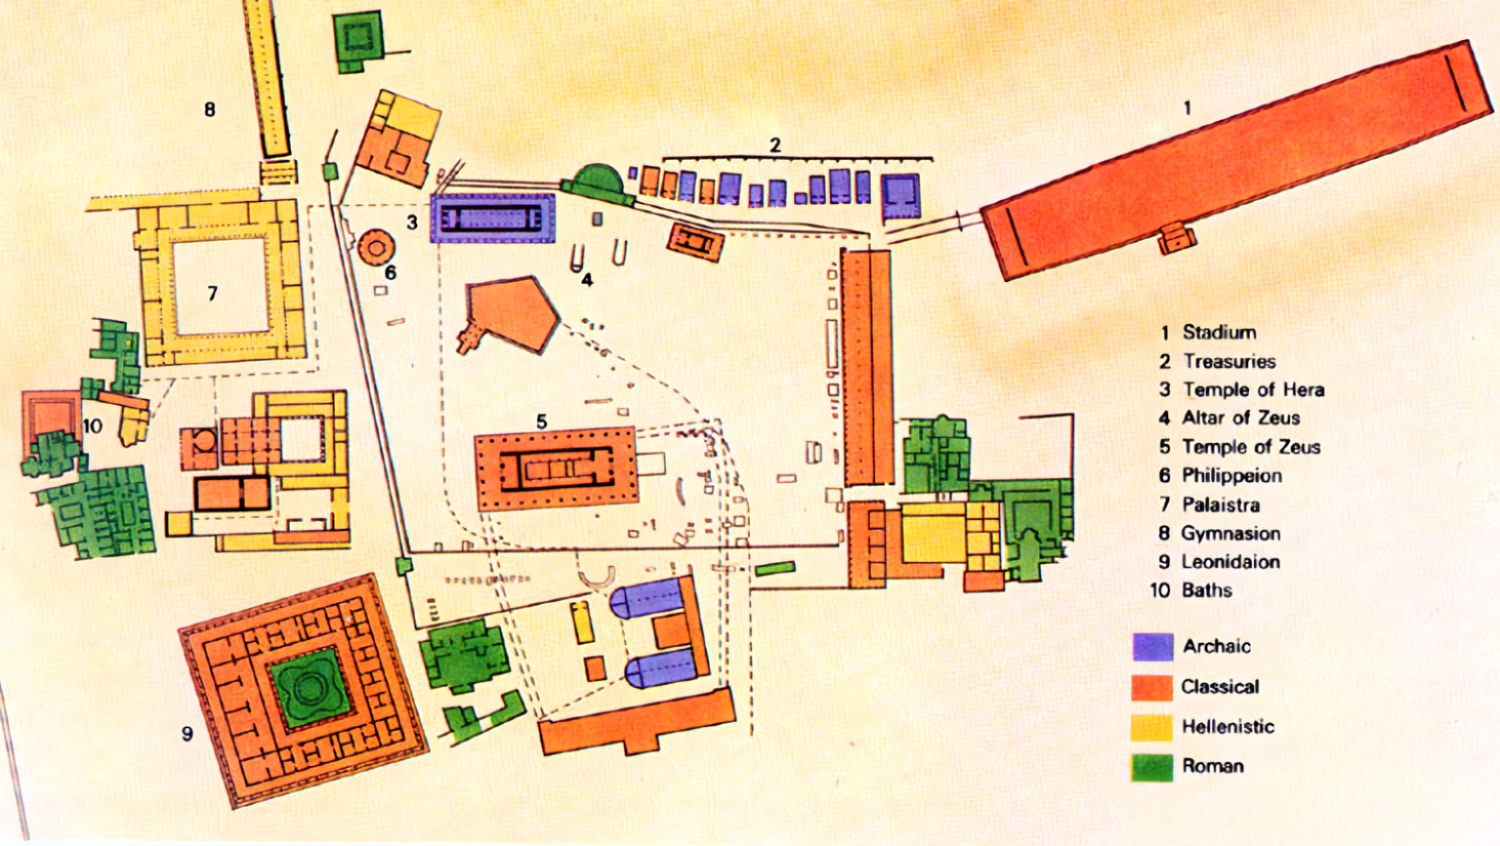 8
1
2
3
6
4
7
5
10
9
1 Stadium
2 Treasuries
3 Temple of Hera
4 Altar of Zeus
5 Temple of Zeus
6 Philippeion
7 Palaistra
8 Gymnasion
9 Leonidaion
10 Baths
Archaic
Classical
Hellenistic
Roman